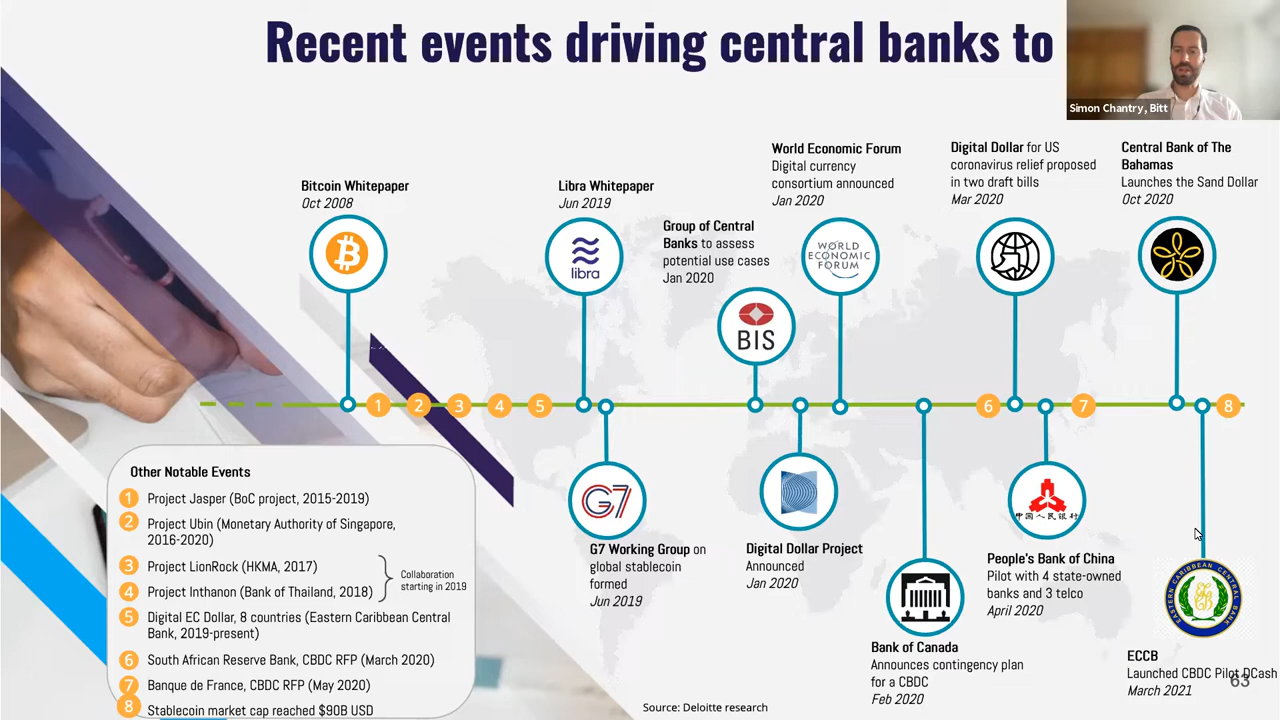 Recent events driving central banks to
Simon Chantry, Bitt
Bitcoin Whitepaper
Oct 2008
Libra Whitepaper
Jun 2019
Group of Central
Banks to assess
potential use cases
Jan 2020
World Economic Forum
Digital currency
consortium announced
Jan 2020
Digital Dollar for US
coronavirus relief proposed
in two draft bills
Mar 2020
Central Bank of The
Bahamas
Launches the Sand Dollar
Oct 2020
libra
BIS
WORLD
ECONOMIC
FORUM
1
2
3
4
5
6
7
8
G7
G7 Working Group on
global stablecoin
formed
Jun 2019
Digital Dollar Project
Announced
Jan 2020
Bank of Canada
Announces contingency plan
for a CBDC
Feb 2020
中国人民银行
People's Bank of China
Pilot with 4 state-owned
banks and 3 telco
April 2020
EASTERN CARIBBEAN CENTRAL BANK
ECCB
Launched CBDC Pilot DCash
March 2021
63
Other Notable Events
1 Project Jasper (BoC project, 2015-2019)
2 Project Ubin (Monetary Authority of Singapore,
2016-2020)
3 Project LionRock (HKMA, 2017)
4 Project Inthanon (Bank of Thailand, 2018)
Collaboration
starting in 2019
5 Digital EC Dollar, 8 countries (Eastern Caribbean Central
Bank, 2019-present)
6 South African Reserve Bank, CBDC RFP (March 2020)
7 Banque de France, CBDC RFP (May 2020)
8 Stablecoin market cap reached $90B USD
Source: Deloitte research